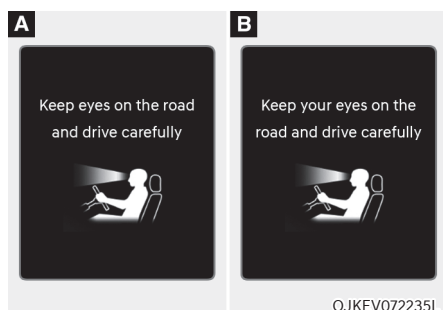 A
Keep eyes on the road
and drive carefully
B
Keep your eyes on the
road and drive carefully
OJKEV072235L